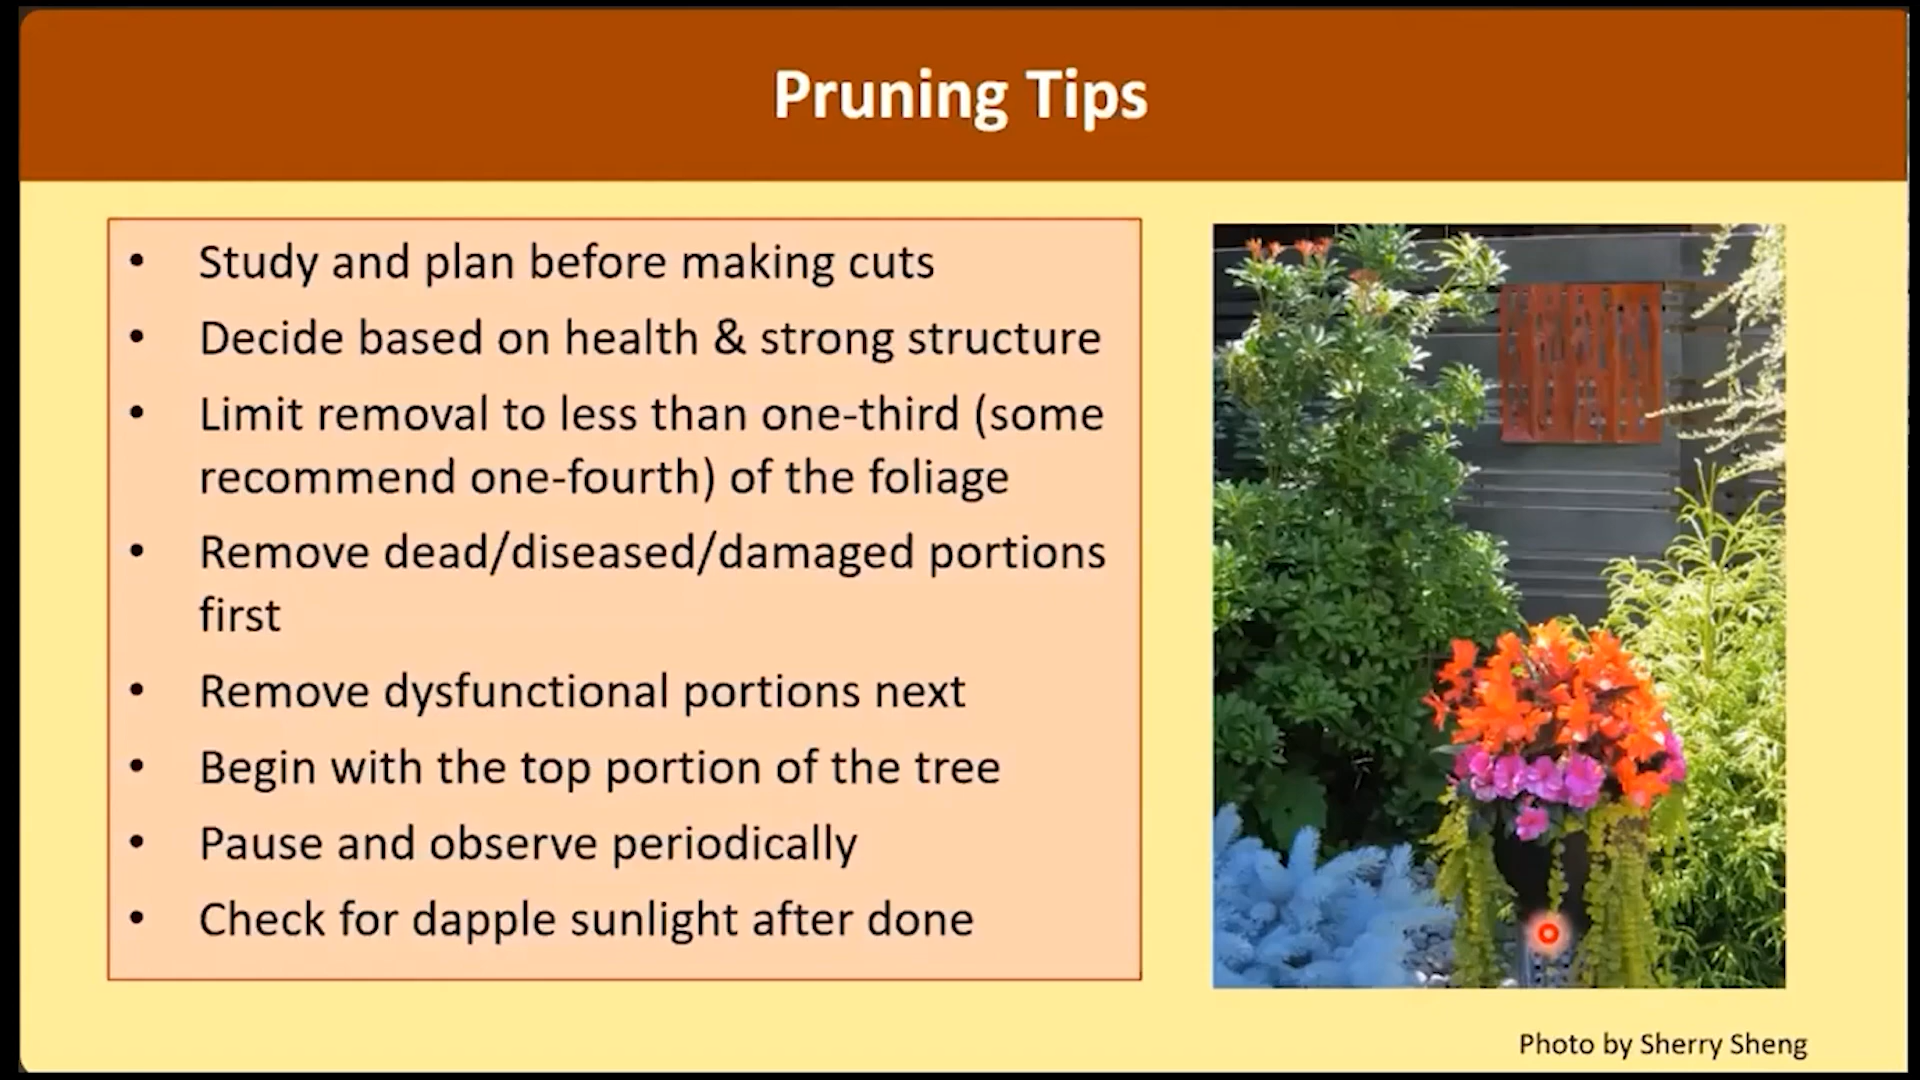 Pruning Tips
• Study and plan before making cuts
• Decide based on health & strong structure
• Limit removal to less than one-third (some
recommend one-fourth) of the foliage
• Remove dead/diseased/damaged portions
first
• Remove dysfunctional portions next
• Begin with the top portion of the tree
• Pause and observe periodically
• Check for dapple sunlight after done
Photo by Sherry Sheng